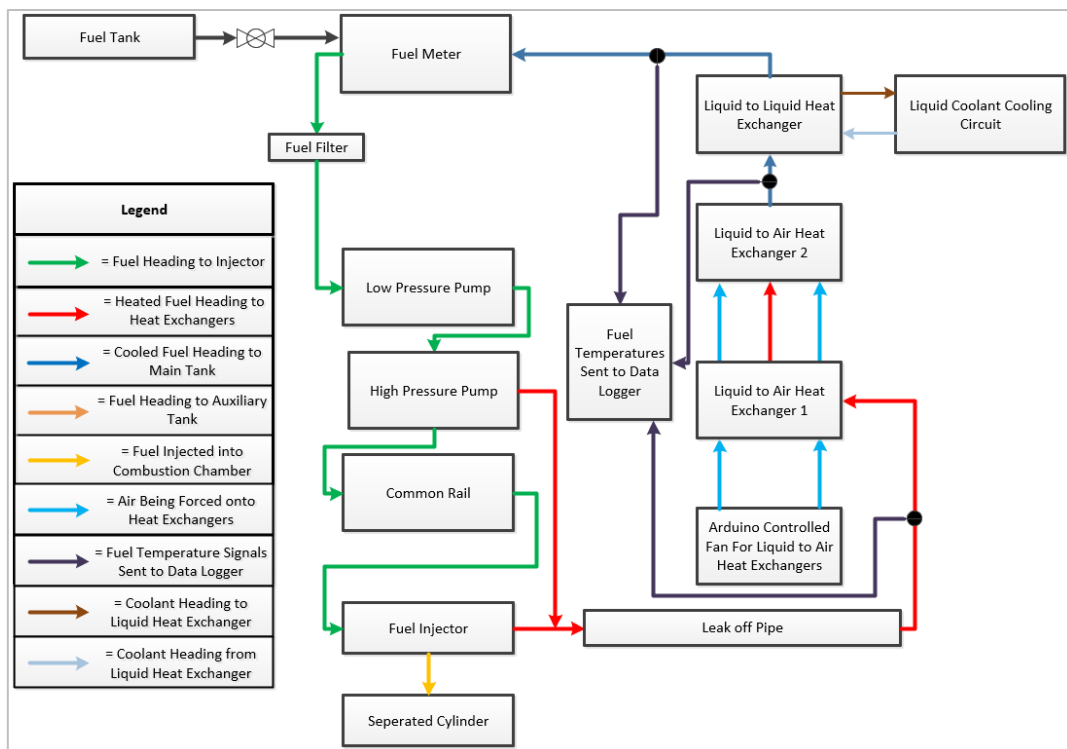 Fuel Tank
Fuel Meter
Fuel Filter
Liquid to Liquid Heat
Exchanger
Liquid Coolant Cooling
Circuit
Legend
= Fuel Heading to Injector
= Heated Fuel Heading to
Heat Exchangers
= Cooled Fuel Heading to
Main Tank
= Fuel Heading to Auxiliary
Tank
= Fuel Injected into
Combustion Chamber
= Air Being Forced onto
Heat Exchangers
= Fuel Temperature Signals
Sent to Data Logger
= Coolant Heading to
Liquid Heat Exchanger
= Coolant Heading from
Liquid Heat Exchanger
Low Pressure Pump
High Pressure Pump
Common Rail
Fuel Injector
Seperated Cylinder
Fuel
Temperatures
Sent to Data
Logger
Liquid to Air Heat
Exchanger 2
Liquid to Air Heat
Exchanger 1
Arduino Controlled
Fan For Liquid to Air
Heat Exchangers
Leak off Pipe